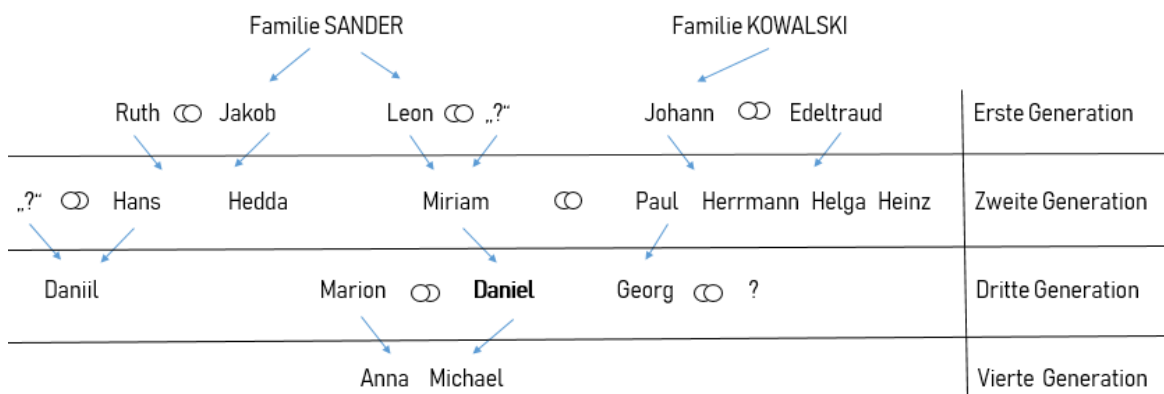 Familie SANDER Familie KOWALSKI
Ruth Jakob Leon „?“ Johann Edeltraud Erste Generation
„?“ Hans Hedda Miriam Paul Herrmann Helga Heinz Zweite Generation
Daniil Marion Daniel Georg ? Dritte Generation
Anna Michael Vierte Generation